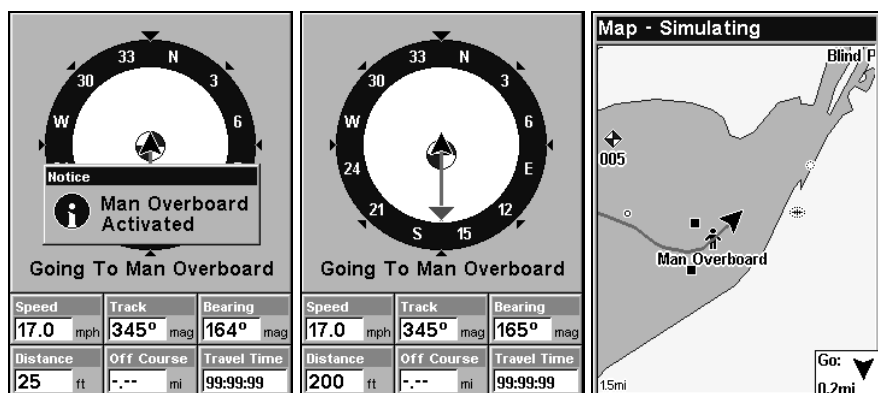 33 N
30 3
W 6
Notice
Man Overboard
Activated
Going To Man Overboard
Speed Track Bearing
17.0 mph 345º mag 164º mag
Distance Off Course Travel Time
25 ft -.-- mi 99:99:99
33 N
30 3
W 6
24 E
21 12
S 15
Going To Man Overboard
Speed Track Bearing
17.0 mph 345º mag 165º mag
Distance Off Course Travel Time
200 ft -.-- mi 99:99:99
Map - Simulating
Blind P
005
Man Overboard
Go:
1.5mi 0.2mi